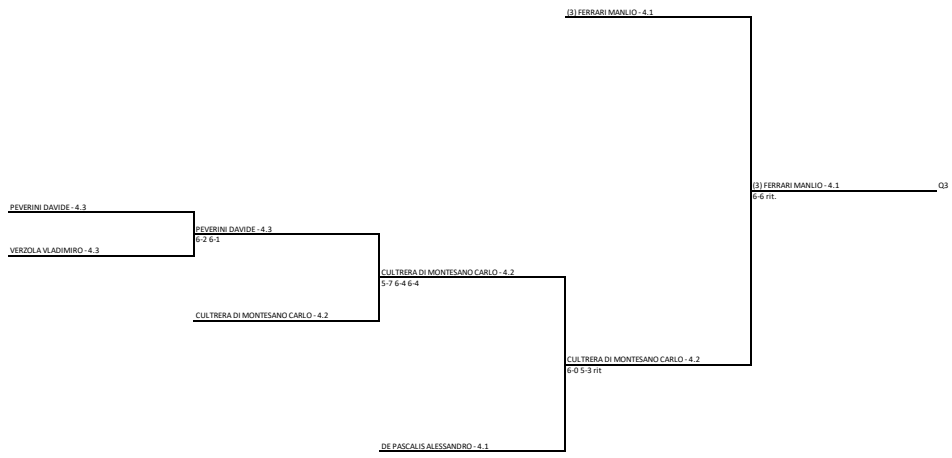 (3) FERRARI MANLIO - 4.1
(3) FERRARI MANLIO - 4.1
Q3
6-6 rit.
PEVERINI DAVIDE - 4.3
PEVERINI DAVIDE - 4.3
6-2 6-1
VERZOLA VLADIMIRO - 4.3
CULTRERA DI MONTESANO CARLO - 4.2
5-7 6-4 6-4
CULTRERA DI MONTESANO CARLO - 4.2
CULTRERA DI MONTESANO CARLO - 4.2
6-0 5-3 rit
DE PASCALIS ALESSANDRO - 4.1